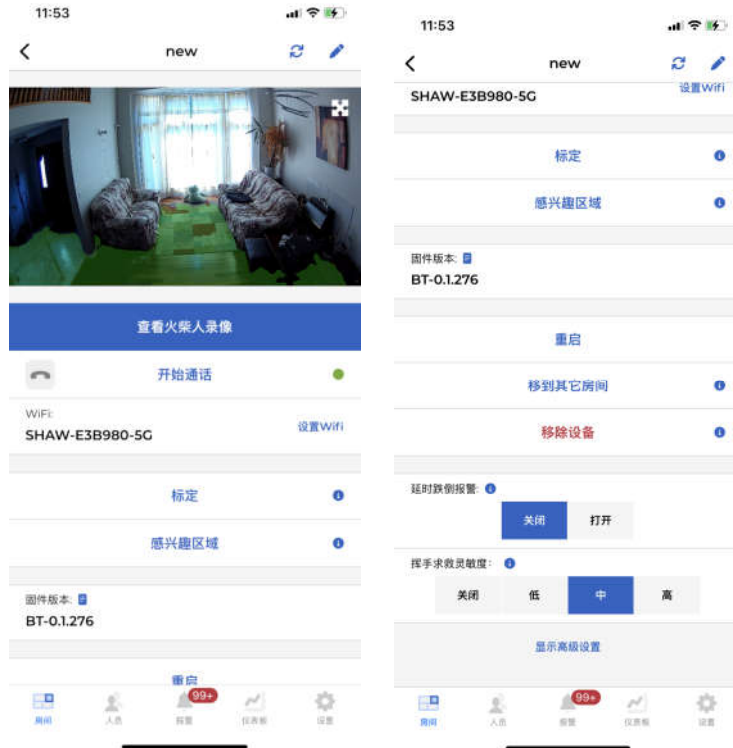 11:53
new
查看火柴人录像
开始通话
WiFi:
SHAW-E3B980-5G
设置Wifi
标定
感兴趣区域
固件版本:
BT-0.1.276
重启
99+
房间
人员
报警
仪表板
设置
11:53
new
SHAW-E3B980-5G
设置Wifi
标定
感兴趣区域
固件版本:
BT-0.1.276
重启
移到其它房间
移除设备
延时跌倒报警:
关闭 打开
挥手求救灵敏度:
关闭 低 中 高
显示高级设置
99+
房间
人员
报警
仪表板
设置